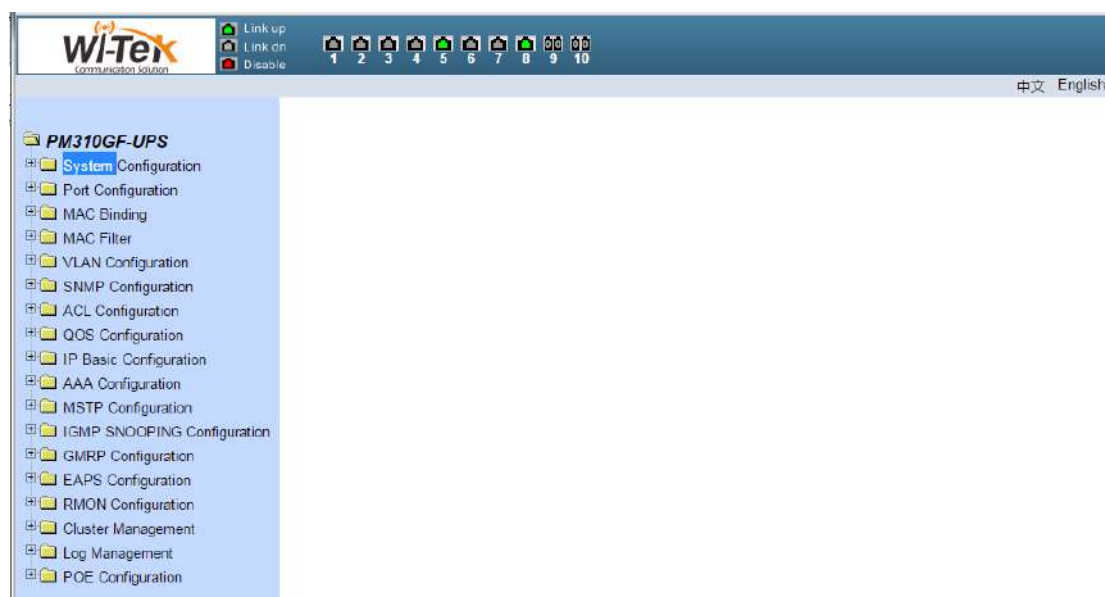 Wi-Tek
Communication Solution
Link up
Link dn
Disable
1 2 3 4 5 6 7 8 9 10
中文 English
PM310GF-UPS
System Configuration
Port Configuration
MAC Binding
MAC Filter
VLAN Configuration
SNMP Configuration
ACL Configuration
QOS Configuration
IP Basic Configuration
AAA Configuration
MSTP Configuration
IGMP SNOOPING Configuration
GMRP Configuration
EAPS Configuration
RMON Configuration
Cluster Management
Log Management
POE Configuration